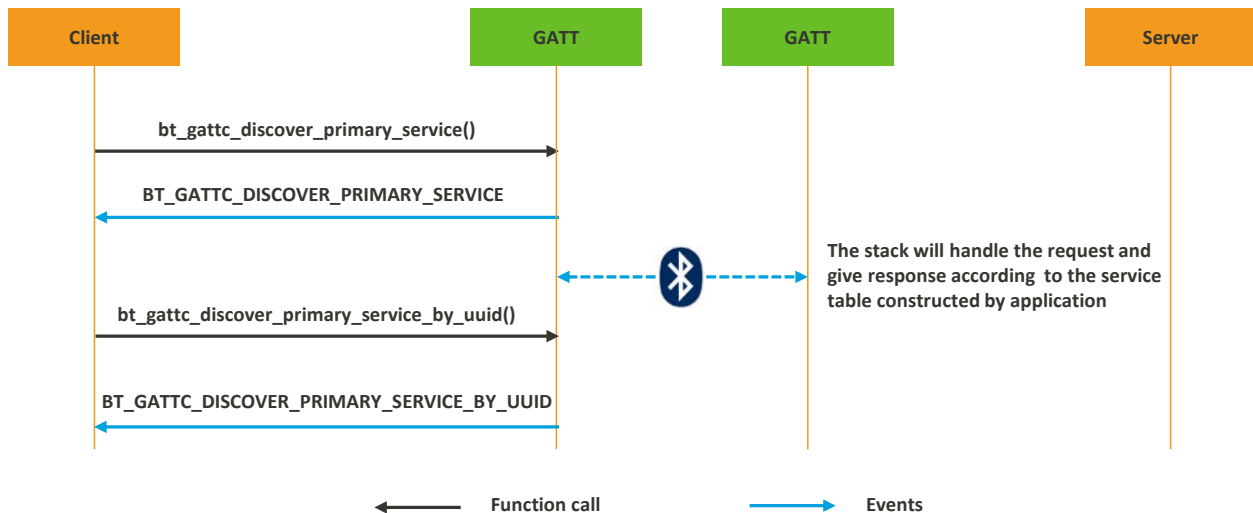 Client
GATT
GATT
Server
bt_gattc_discover_primary_service()
BT_GATTC_DISCOVER_PRIMARY_SERVICE
The stack will handle the request and
give response according to the service
table constructed by application
bt_gattc_discover_primary_service_by_uuid()
BT_GATTC_DISCOVER_PRIMARY_SERVICE_BY_UUID
Function call
Events